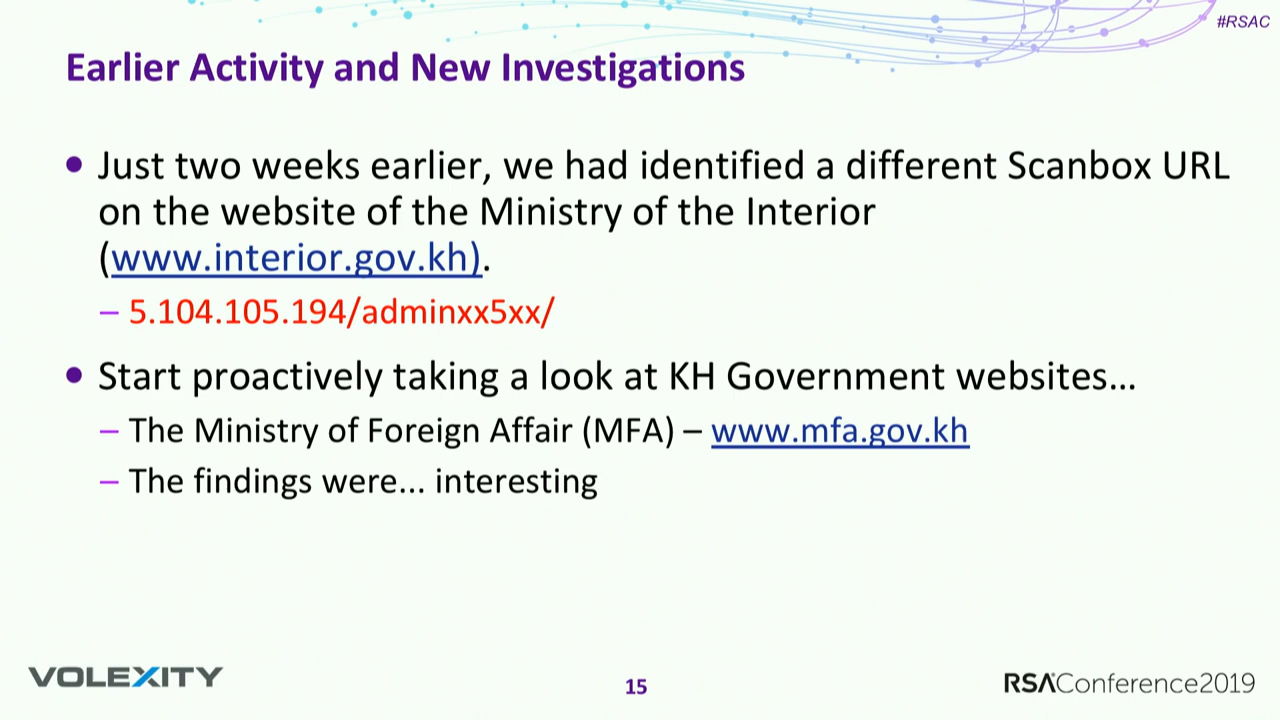 #RSAC
Earlier Activity and New Investigations
• Just two weeks earlier, we had identified a different Scanbox URL
on the website of the Ministry of the Interior
(www.interior.gov.kh).
– 5.104.105.194/adminxx5xx/
• Start proactively taking a look at KH Government websites...
– The Ministry of Foreign Affair (MFA) – www.mfa.gov.kh
– The findings were... interesting
VOLEXITY
15
RSAConference2019